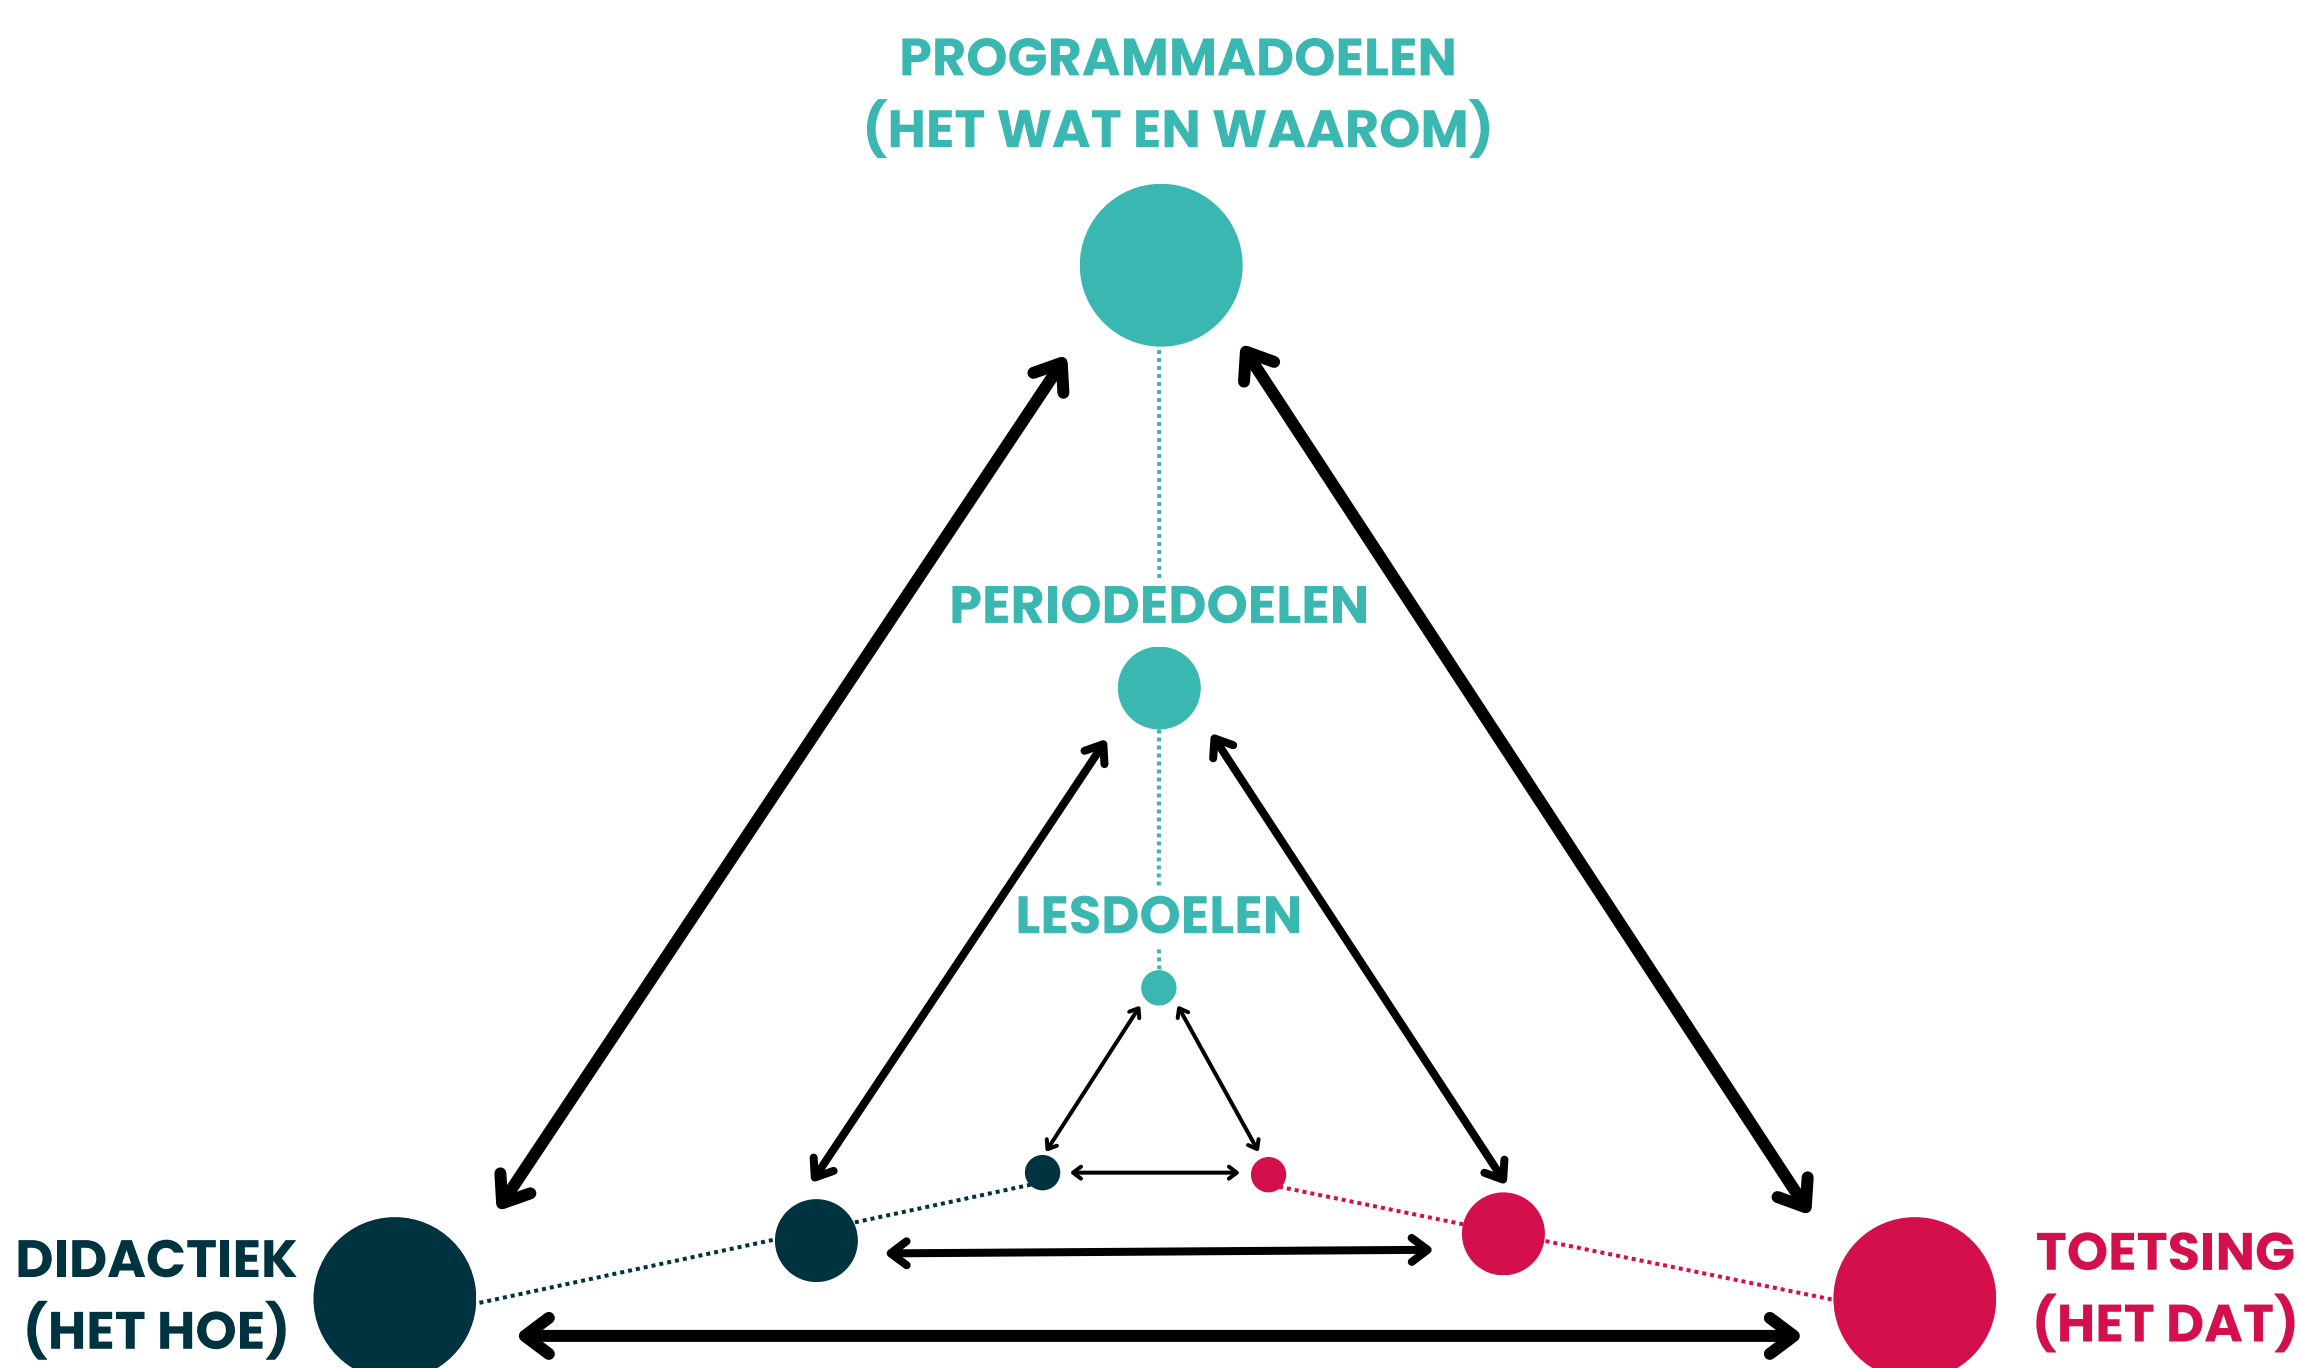 PROGRAMMADOELEN
(HET WAT EN WAAROM)
PERIODEDOELEN
LESDOELEN
DIDACTIEK
(HET HOE)
TOETSING
(HET DAT)